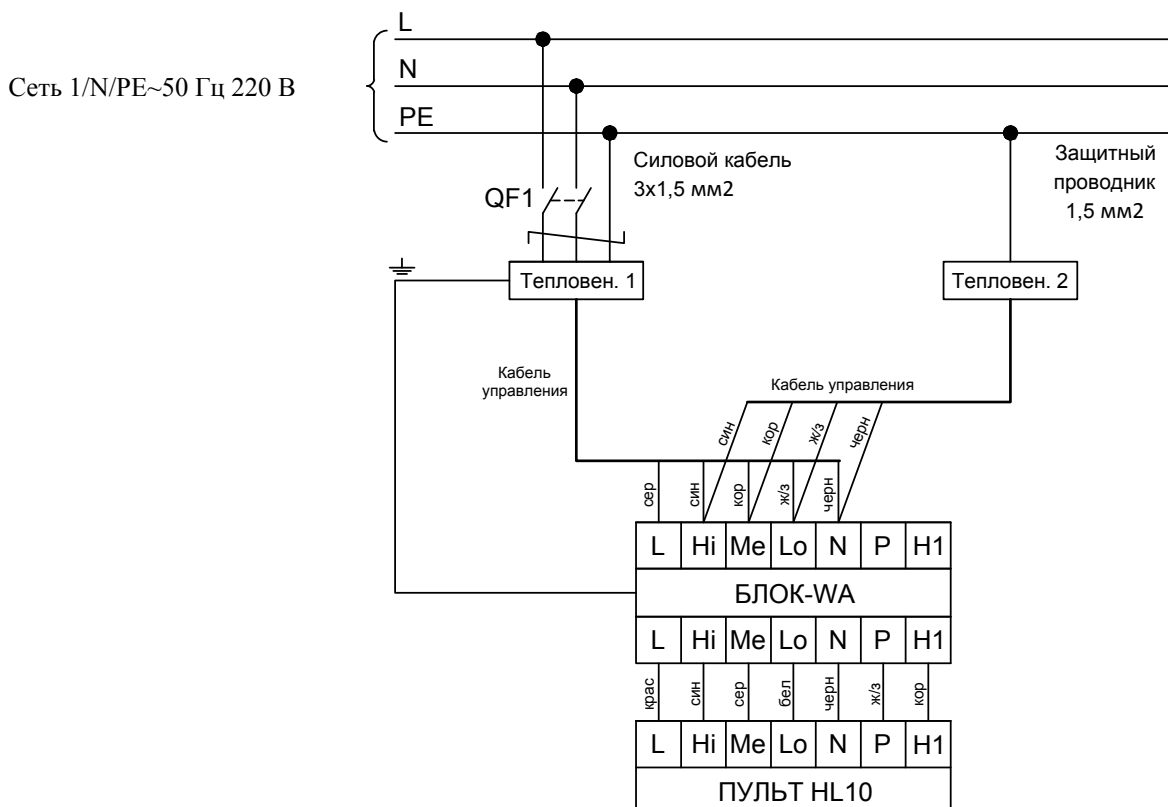 L
Сеть 1/N/PE~50 Гц 220 В
N
PE
Силовой кабель
3х1,5 мм2
Защитный
проводник
1,5 мм2
QF1
Тепловен. 1
Тепловен. 2
Кабель
управления
Кабель управления
син
кор
ж/з
черн
сер
син
кор
ж/з
черн
L Hi Me Lo N P H1
БЛОК-WA
L Hi Me Lo N P H1
крас
син
сер
бел
черн
ж/з
кор
L Hi Me Lo N P H1
ПУЛЬТ HL10